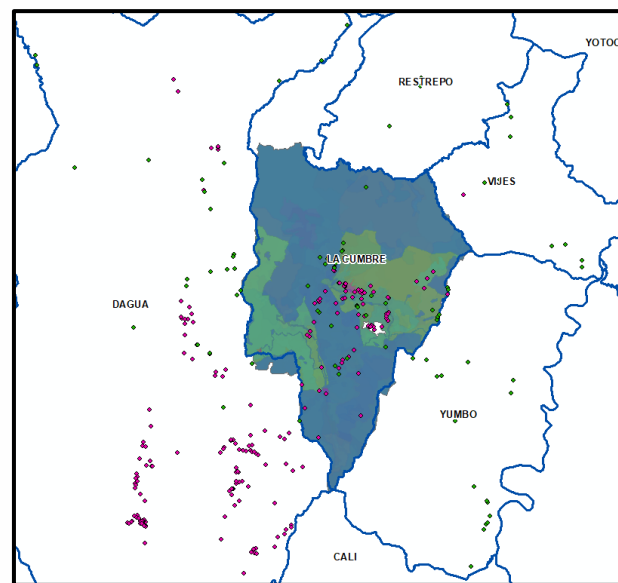 YOTOC
RESTREPO
VIJES
LA CUMBRE
DAGUA
YUMBO
CALI